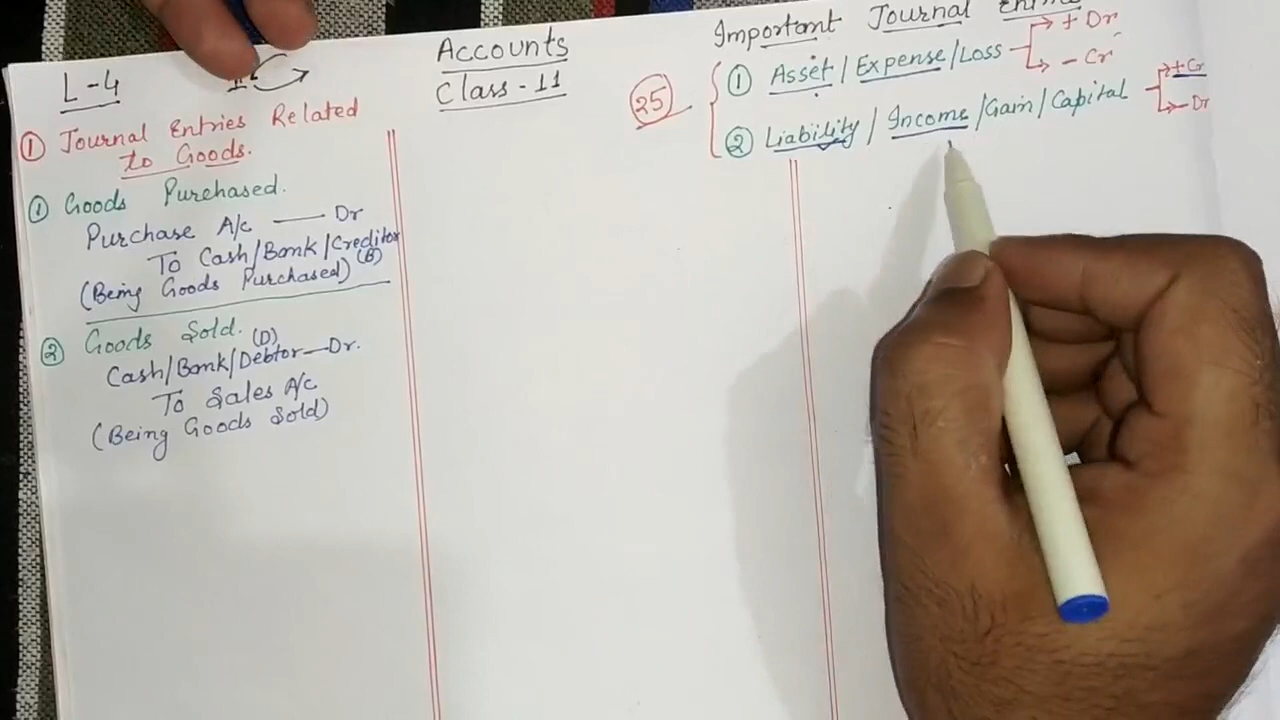 L-4
Accounts
Class-11
Important Journal Entries
25
① Asset / Expense / Loss + Dr
- Cr
② Liability / Income / Gain / Capital + Cr
- Dr
① Journal Entries Related
to Goods.
① Goods Purchased.
Purchase A/c —— Dr
To Cash/Bank/Creditor
(B)
(Being Goods Purchased)
② Goods Sold.
(D)
Cash/Bank/Debtor—Dr.
To Sales A/c
(Being Goods Sold)